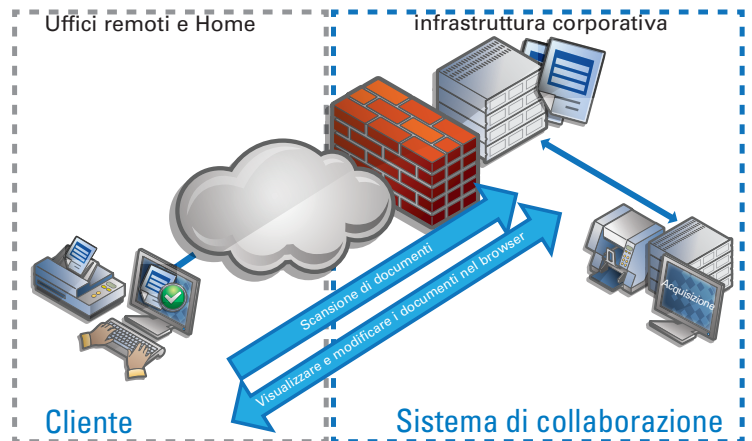 Uffici remoti e Home
infrastruttura corporativa
Scansione di documenti
Visualizzare e modificare i documenti nel browser
Acquisizione
Cliente
Sistema di collaborazione